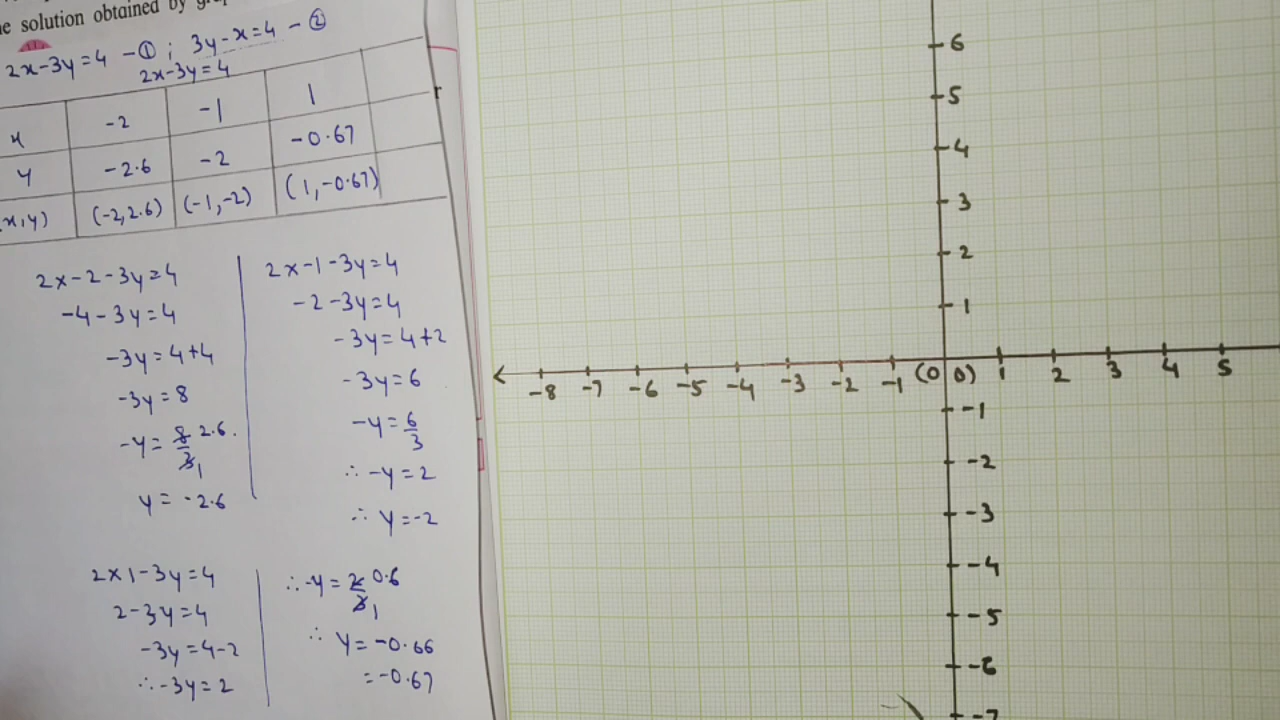 e solution obtained by
2x-3y=4 -①; 3y-x=4 -②
2x-3y=4
x -2 -1 1
y -2.6 -2 -0.67
(x,y) (-2,2.6) (-1,-2) (1,-0.67)
2x-2-3y=4
-4-3y=4
-3y=4+4
-3y=8
-y=8/3 2.6.
1
y=-2.6
2x-1-3y=4
-2-3y=4
-3y=4+2
-3y=6
-y=6/3
∴-y=2
∴y=-2
2x1-3y=4
2-3y=4
-3y=4-2
∴-3y=2
∴-y=2/3 0.6
1
∴ y=-0.66
=-0.67
6
5
4
3
2
1
-8 -7 -6 -5 -4 -3 -2 -1 (0 0) 1 2 3 4 5
-1
-2
-3
-4
-5
-6
-7